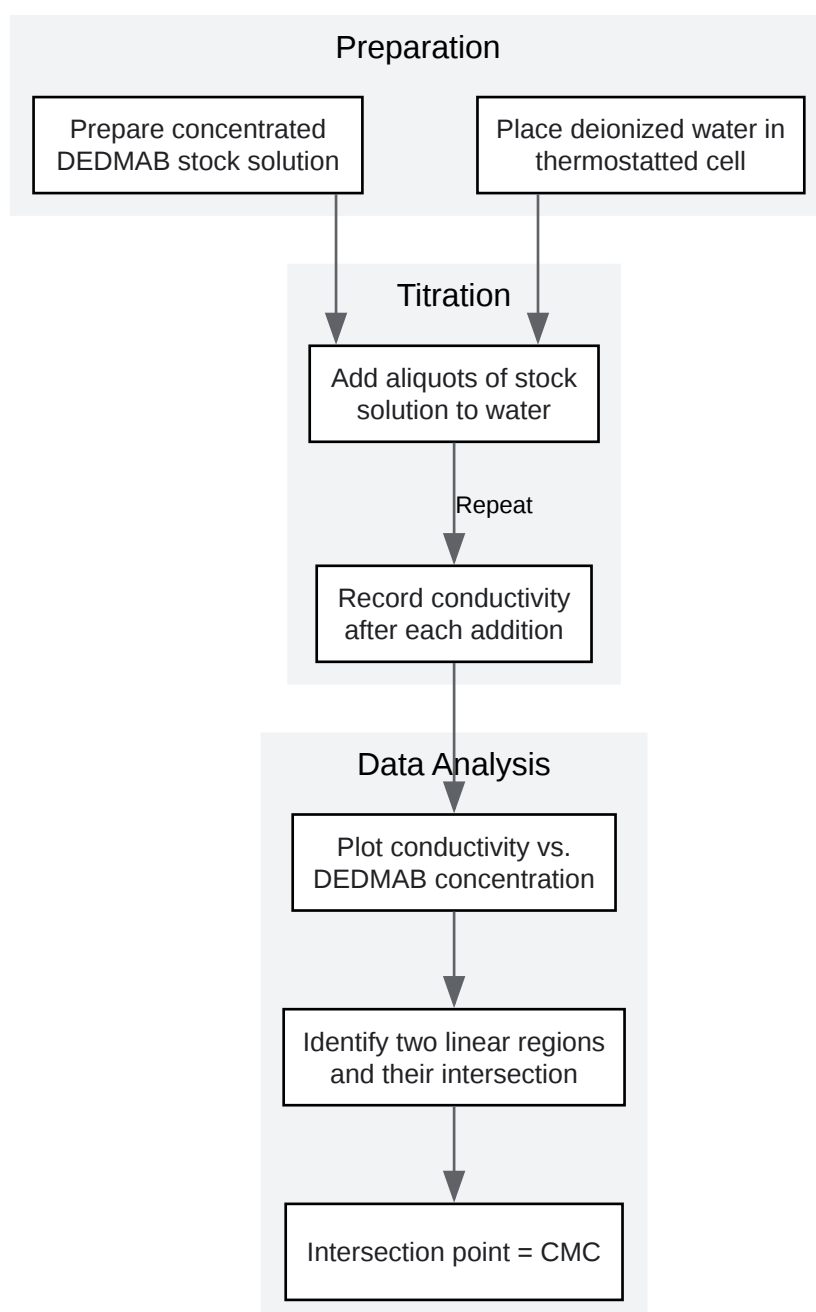 Preparation
Prepare concentrated
DEDMAB stock solution
Place deionized water in
thermostatted cell
Titration
Add aliquots of stock
solution to water
Repeat
Record conductivity
after each addition
Data Analysis
Plot conductivity vs.
DEDMAB concentration
Identify two linear regions
and their intersection
Intersection point = CMC